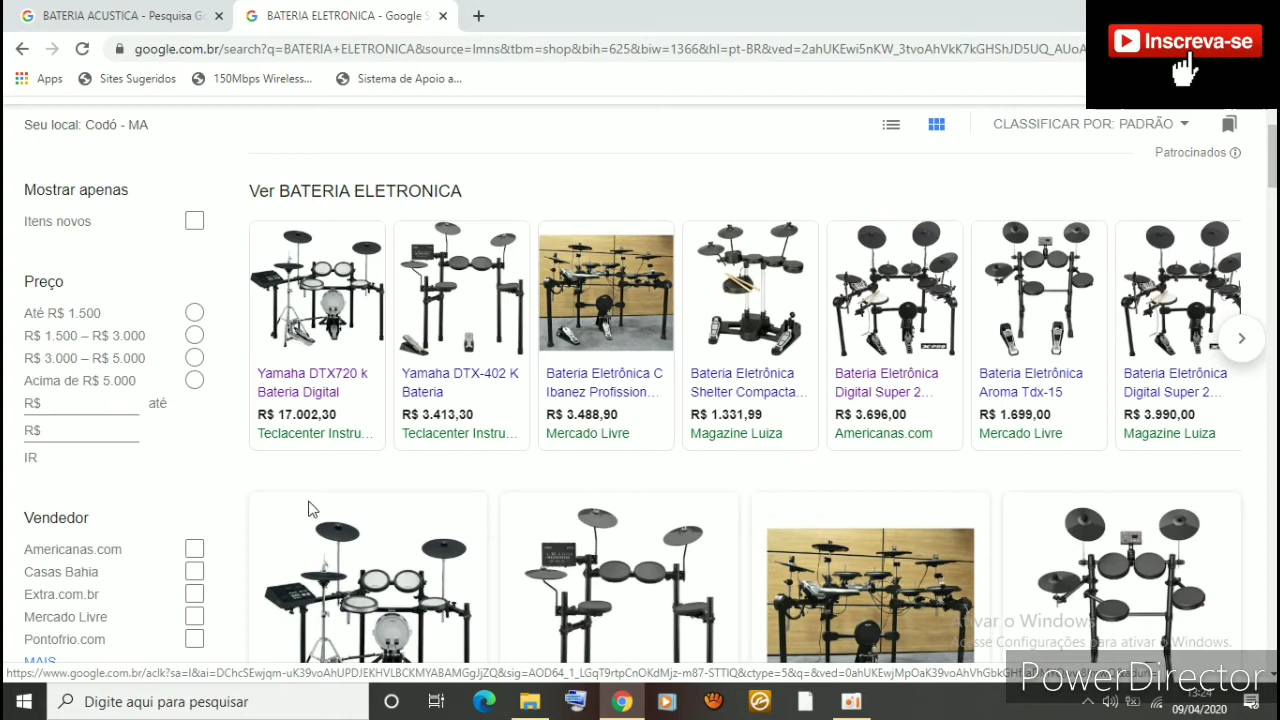 BATERIA ACUSTICA - Pesquisa Go
BATERIA ELETRONICA - Google S
Inscreva-se
google.com.br/search?q=BATERIA+ELETRONICA&source=lnms&tbm=shop&bih=625&biw=1366&hl=pt-BR&ved=
Apps
Sites Sugeridos
150Mbps Wireless...
Sistema de Apoio a...
Seu local: Codó - MA
CLASSIFICAR POR: PADRÃO
Patrocinados
Mostrar apenas
Itens novos
Preço
Até R$ 1.500
R$ 1.500 – R$ 3.000
R$ 3.000 – R$ 5.000
Acima de R$ 5.000
R$ até
R$
IR
Vendedor
Americanas.com
Casas Bahia
Extra.com.br
Mercado Livre
Pontofrio.com
MAIS
Ver BATERIA ELETRONICA
Yamaha DTX720 k
Bateria Digital
R$ 17.002,30
Teclacenter Instru...
Yamaha DTX-402 K
Bateria
R$ 3.413,30
Teclacenter Instru...
Bateria Eletrônica C
Ibanez Profission...
R$ 3.488,90
Mercado Livre
Bateria Eletrônica
Shelter Compacta...
R$ 1.331,99
Magazine Luiza
X-PRO
Bateria Eletrônica
Digital Super 2...
R$ 3.696,00
Americanas.com
Bateria Eletrônica
Aroma Tdx-15
R$ 1.699,00
Mercado Livre
Bateria Eletrônica
Digital Super 2...
R$ 3.990,00
Magazine Luiza
Ativar o Windows
Acesse Configurações para ativar o Windows.
PowerDirector
Digite aqui para pesquisar
13:24
09/04/2020